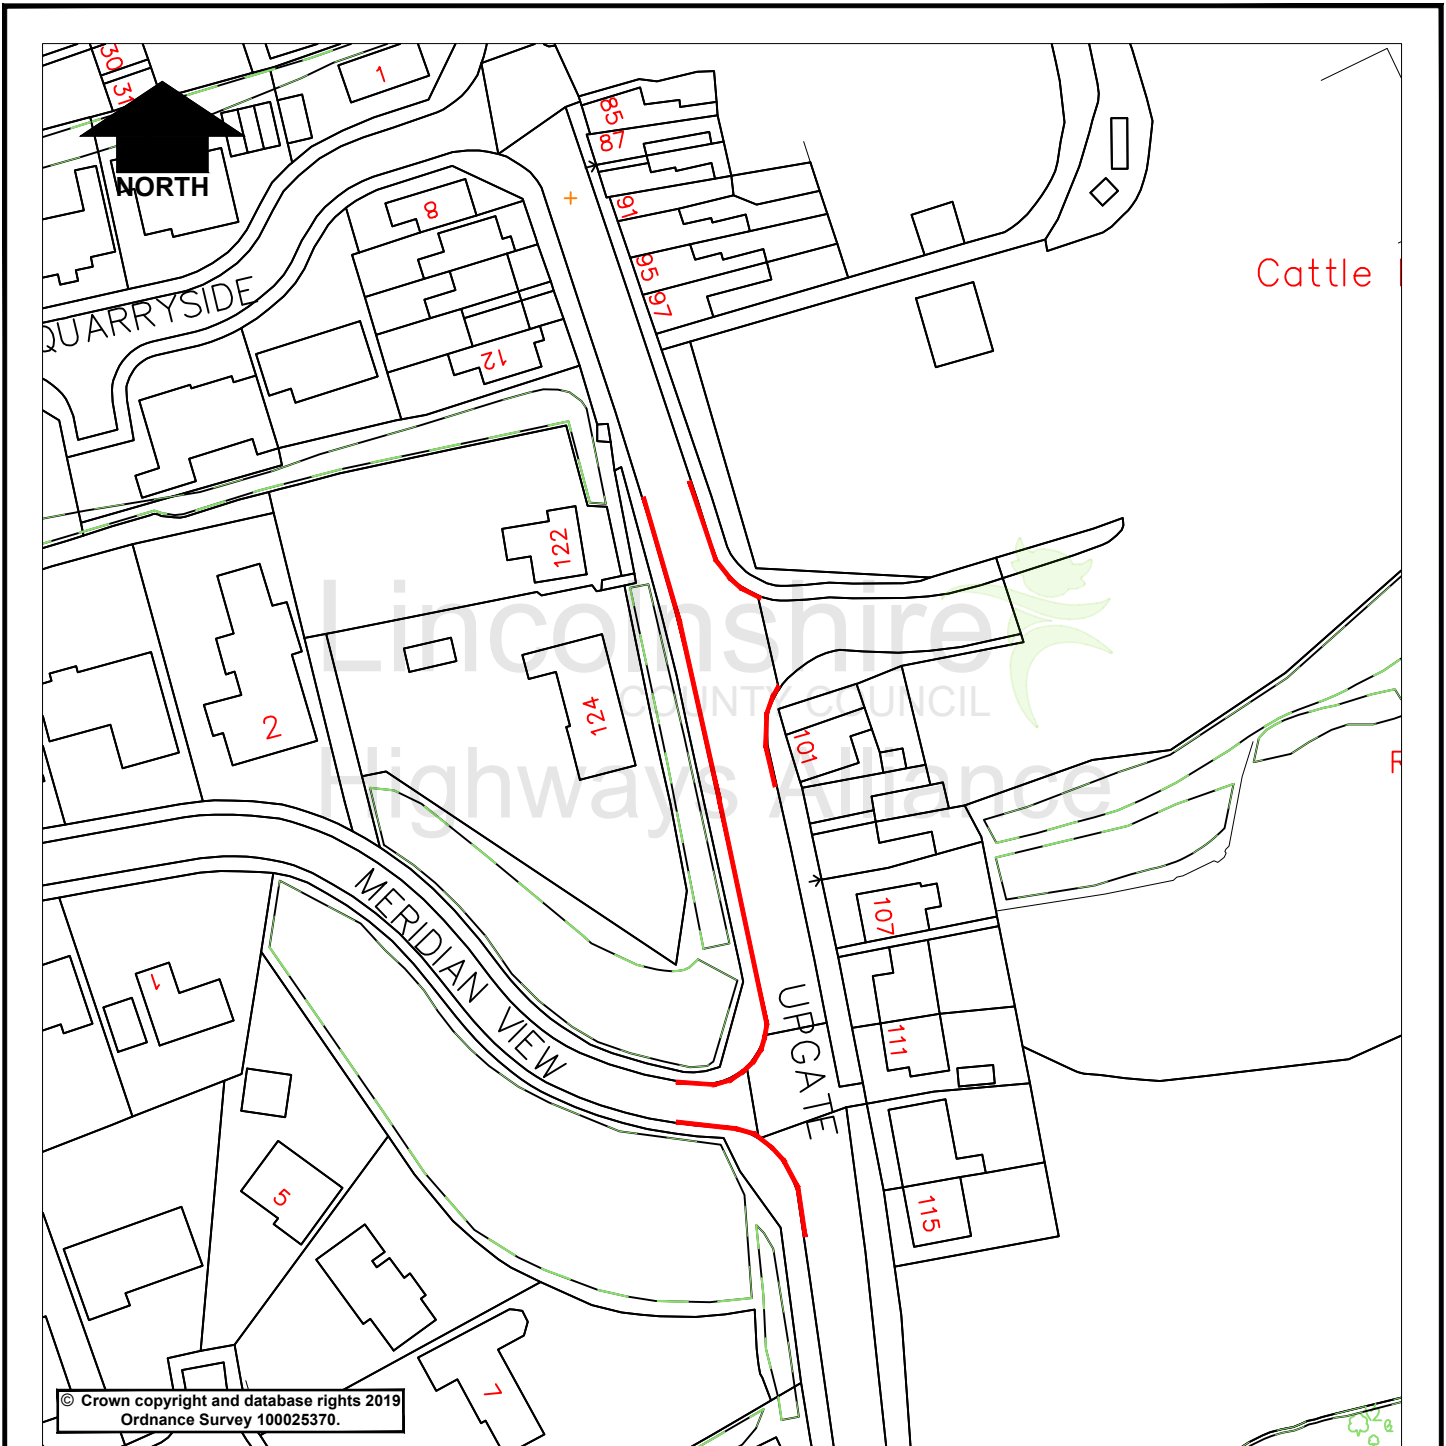 30
31
1
NORTH
85
87
91
95
97
8
12
QUARRYSIDE
Cattle
122
124
2
Lincolnshire
COUNTY COUNCIL
Highways Alliance
101
107
111
115
MERIDIAN VIEW
UPGATE
1
5
7
R
© Crown copyright and database rights 2019
Ordnance Survey 100025370.